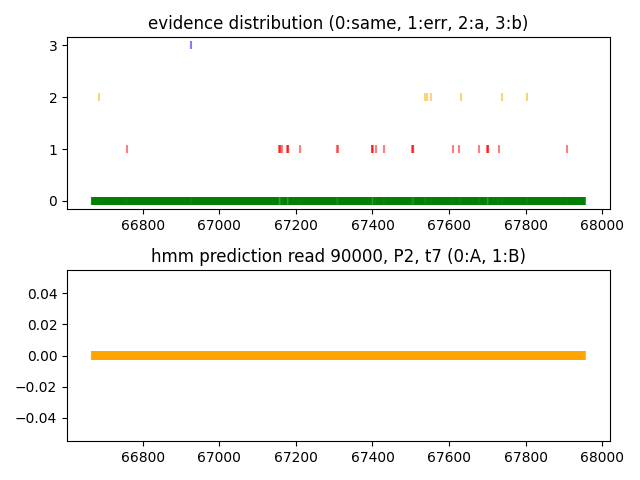 evidence distribution (0:same, 1:err, 2:a, 3:b)
3
2
1
0
66800 67000 67200 67400 67600 67800 68000
hmm prediction read 90000, P2, t7 (0:A, 1:B)
0.04
0.02
0.00
−0.02
−0.04
66800 67000 67200 67400 67600 67800 68000